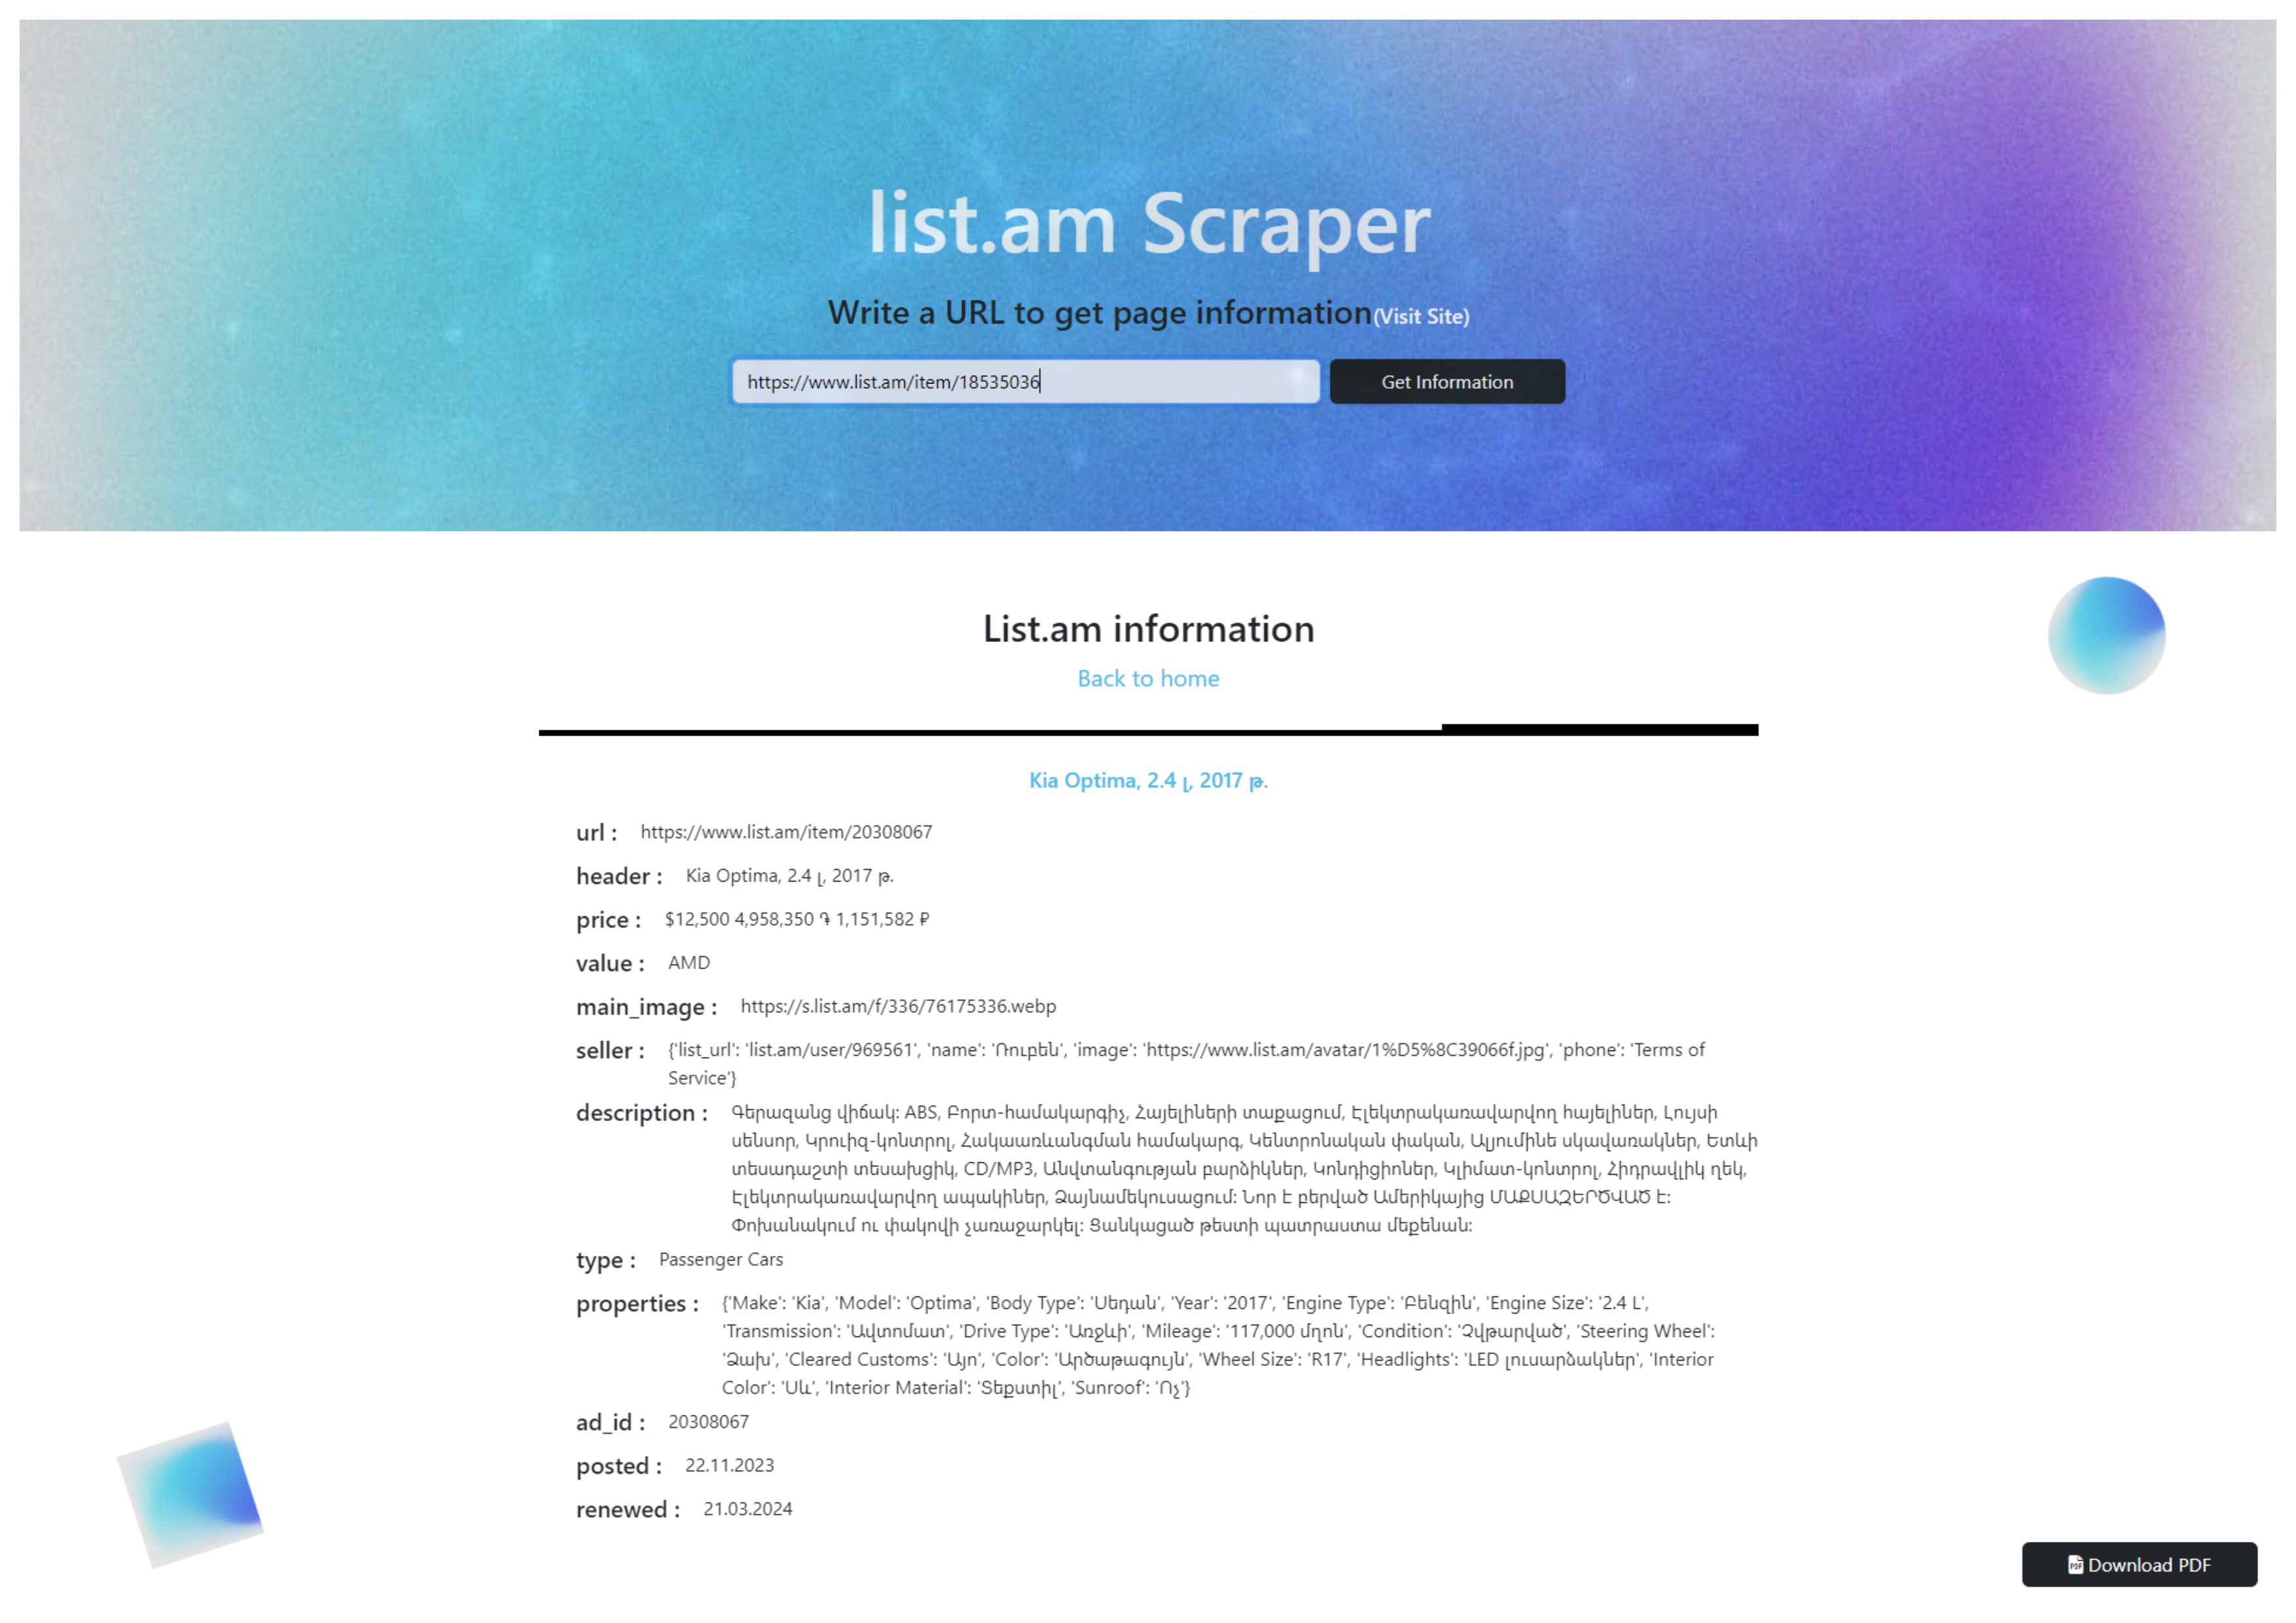 list.am Scraper
Write a URL to get page information(Visit Site)
https://www.list.am/item/18535036
Get Information
List.am information
Back to home
Kia Optima, 2.4 լ, 2017 թ.
url : https://www.list.am/item/20308067
header : Kia Optima, 2.4 լ, 2017 թ.
price : $12,500 4,958,350 ֏ 1,151,582 ₽
value : AMD
main_image : https://s.list.am/f/336/76175336.webp
seller : {'list_url': 'list.am/user/969561', 'name': 'Ռուբեն', 'image': 'https://www.list.am/avatar/1%D5%8C39066f.jpg', 'phone': 'Terms of
Service'}
description : Գերազանց վիճակ: ABS, Բորտ-համակարգիչ, Հայելիների տաքացում, Էլեկտրակառավարվող հայելիներ, Լույսի
սենսոր, Կրուիզ-կոնտրոլ, Հակաառևանգման համակարգ, Կենտրոնական փական, Ալյումինե սկավառակներ, Ետևի
տեսադաշտի տեսախցիկ, CD/MP3, Անվտանգության բարձիկներ, Կոնդիցիոներ, Կլիմատ-կոնտրոլ, Հիդրավլիկ ղեկ,
Էլեկտրակառավարվող ապակիներ, Ձայնամեկուսացում: Նոր է բերված Ամերիկայից ՄԱՔՍԱԶԵՐԾՎԱԾ է:
Փոխանակում ու փակովի չառաջարկել: Ցանկացած թեստի պատրաստա մեքենան:
type : Passenger Cars
properties : {'Make': 'Kia', 'Model': 'Optima', 'Body Type': 'Սեդան', 'Year': '2017', 'Engine Type': 'Բենզին', 'Engine Size': '2.4 L',
'Transmission': 'Ավտոմատ', 'Drive Type': 'Առջևի', 'Mileage': '117,000 մղոն', 'Condition': 'Չվթարված', 'Steering Wheel':
'Ձախ', 'Cleared Customs': 'Այո', 'Color': 'Արծաթագույն', 'Wheel Size': 'R17', 'Headlights': 'LED լուսարձակներ', 'Interior
Color': 'Սև', 'Interior Material': 'Տեքստիլ', 'Sunroof': 'Ոչ'}
ad_id : 20308067
posted : 22.11.2023
renewed : 21.03.2024
Download PDF